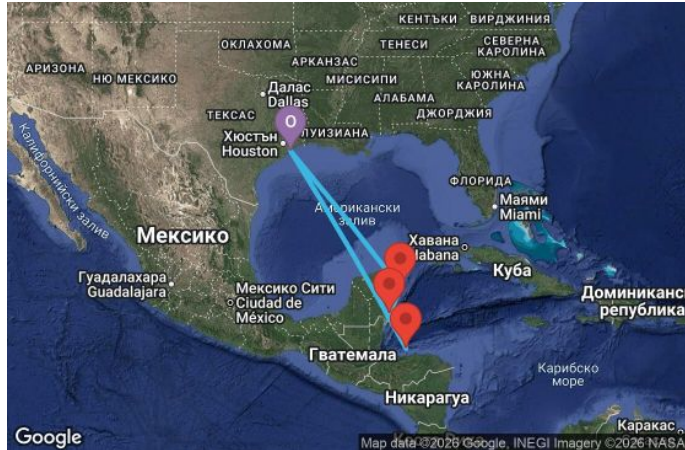 КЕНТЪКИ
ВИРДЖИНИЯ
ОКЛАХОМА
ТЕНЕСИ
СЕВЕРНА
КАРОЛИНА
АРИЗОНА
НЮ МЕКСИКО
АРКАНЗАС
МИСИСИПИ
ЮЖНА
КАРОЛИНА
Далас
Dallas
АЛАБАМА
ТЕКСАС
ДЖОРДЖИЯ
O
ЛУИЗИАНА
Хюстън
Houston
Калифорнийски залив
ФЛОРИДА
Маями
Miami
Американски
залив
Мексико
Хавана
Habana
Куба
Гуадалахара
Guadalajara
Мексико Сити
Ciudad de
México
Доминиканс
република
Гватемала
Карибско
море
Никарагуа
Каракас
Google
Map data ©2026 Google, INEGI Imagery ©2026 NASA